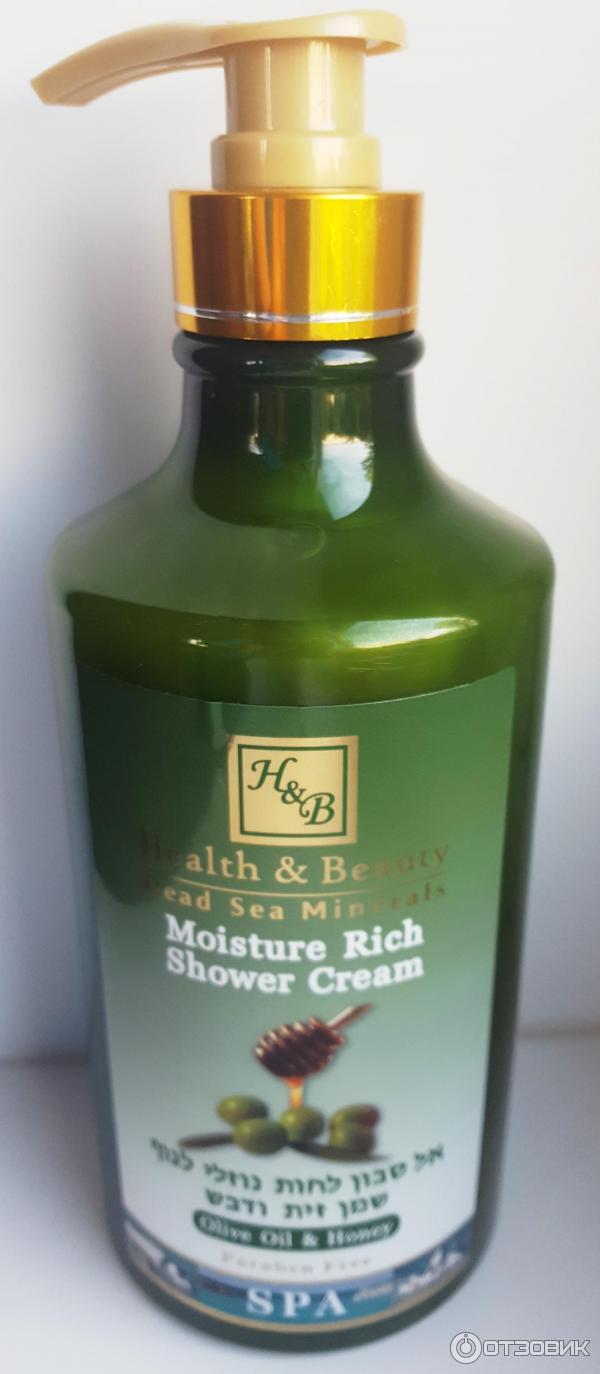 H&B
Health & Beauty
Dead Sea Minerals
Moisture Rich
Shower Cream
אל סבון לחות נוזלי לגוף
שמן זית ודבש
Olive Oil & Honey
Paraben Free
SPA
ОТЗОВИК